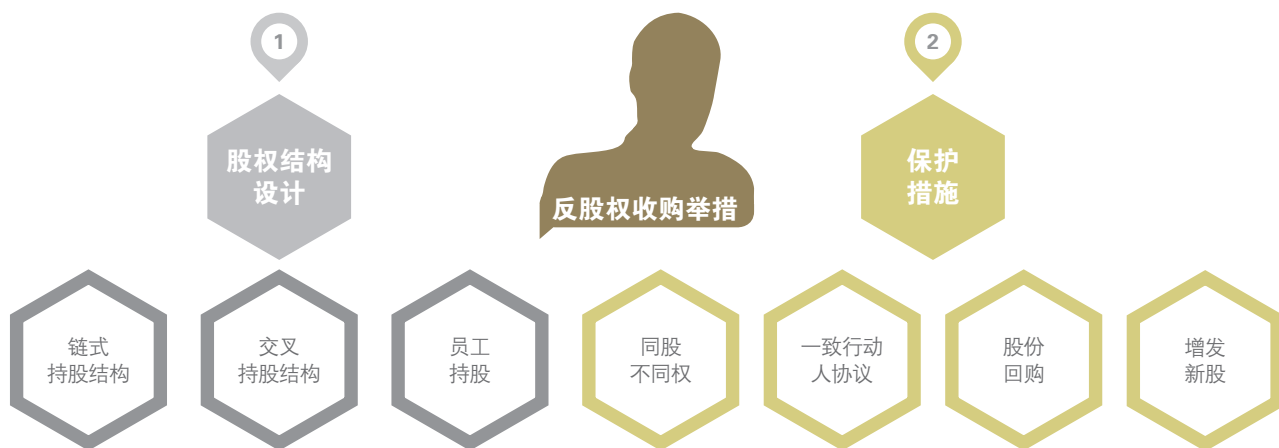 1
2
股权结构
设计
反股权收购举措
保护
措施
链式
持股结构
交叉
持股结构
员工
持股
同股
不同权
一致行动
人协议
股份
回购
增发
新股